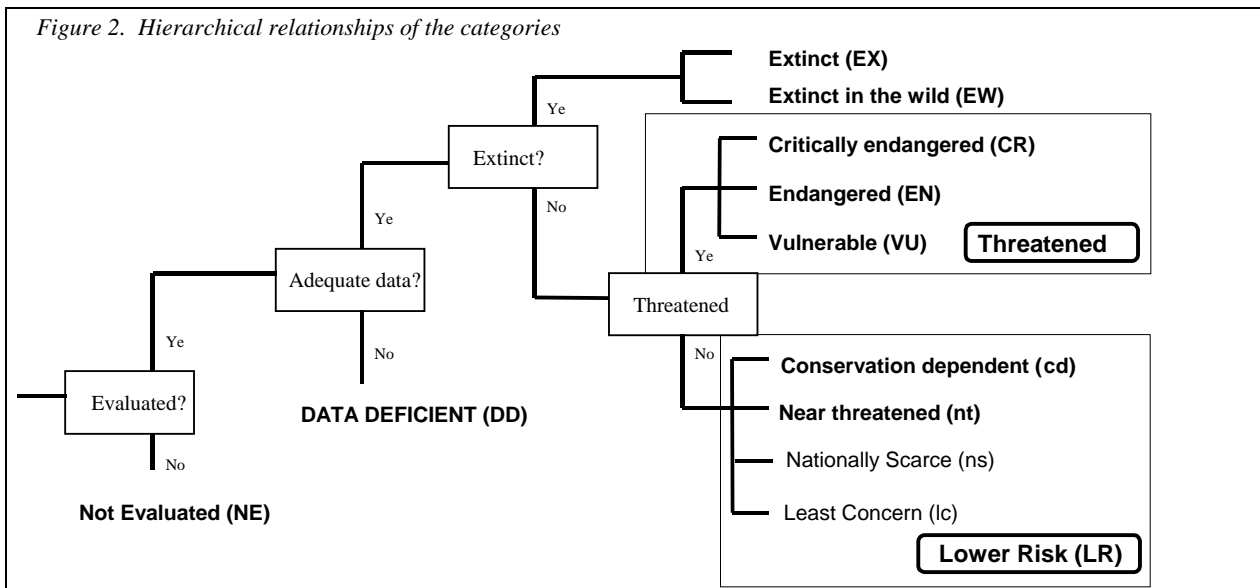 Figure 2. Hierarchical relationships of the categories
Extinct (EX)
Ye
Extinct in the wild (EW)
Extinct?
Critically endangered (CR)
Ye
No
Endangered (EN)
Vulnerable (VU)
Threatened
Ye
Adequate data?
Threatened
Ye
No
No
Conservation dependent (cd)
Evaluated?
DATA DEFICIENT (DD)
Near threatened (nt)
No
Nationally Scarce (ns)
Not Evaluated (NE)
Least Concern (lc)
Lower Risk (LR)